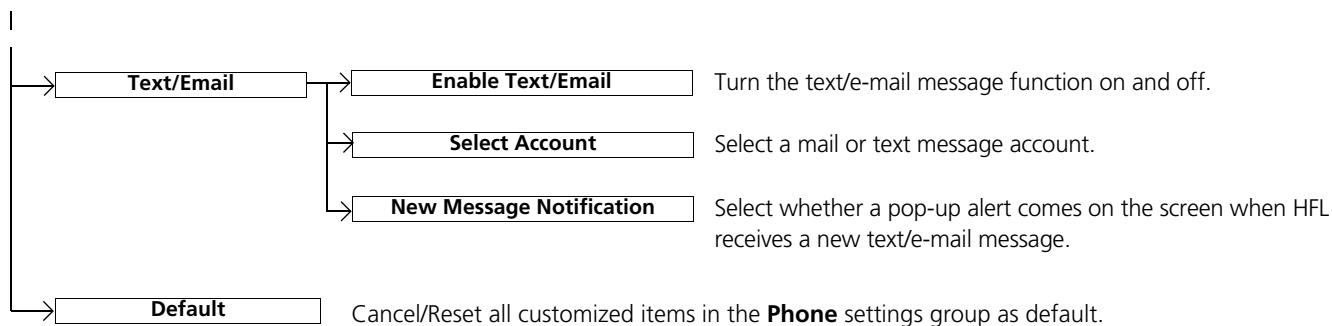 Text/Email
Enable Text/Email
Turn the text/e-mail message function on and off.
Select Account
Select a mail or text message account.
New Message Notification
Select whether a pop-up alert comes on the screen when HFL
receives a new text/e-mail message.
Default
Cancel/Reset all customized items in the Phone settings group as default.